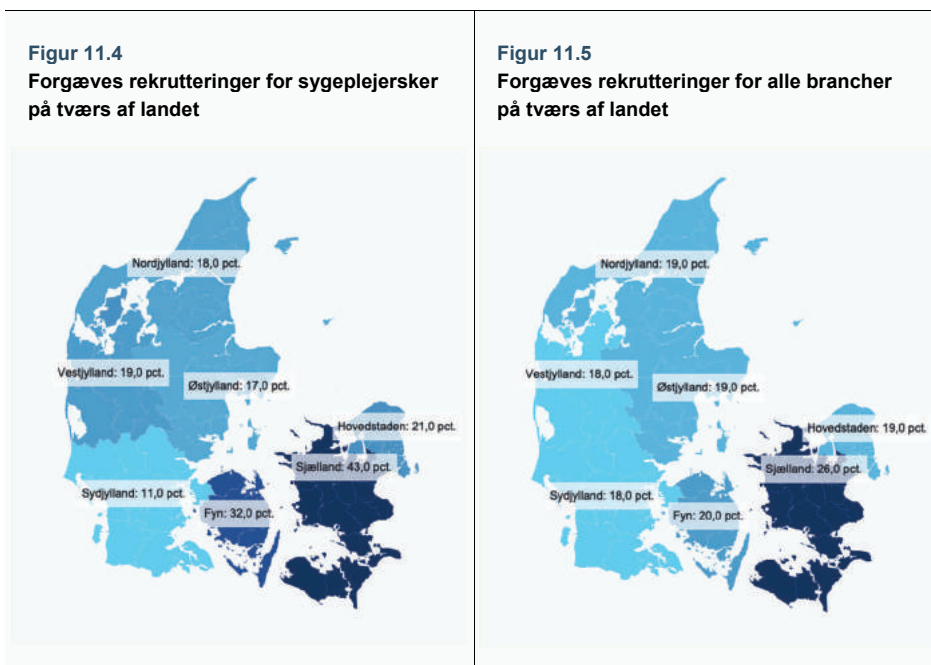 Figur 11.4
Forgæves rekrutteringer for sygeplejersker
på tværs af landet
Nordjylland: 18,0 pct.
Vestjylland: 19,0 pct.
Østjylland: 17,0 pct.
Hovedstaden: 21,0 pct.
Sjælland: 43,0 pct.
Sydjylland: 11,0 pct.
Fyn: 32,0 pct.
Figur 11.5
Forgæves rekrutteringer for alle brancher
på tværs af landet
Nordjylland: 19,0 pct.
Vestjylland: 18,0 pct.
Østjylland: 19,0 pct.
Hovedstaden: 19,0 pct.
Sjælland: 26,0 pct.
Sydjylland: 18,0 pct.
Fyn: 20,0 pct.